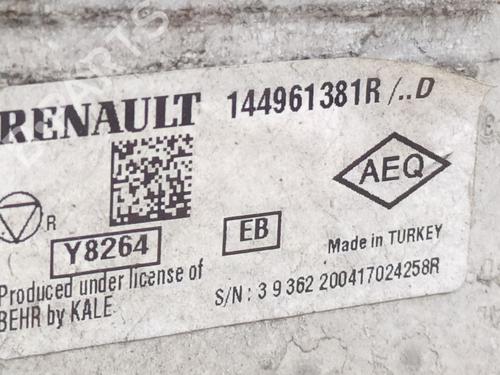 RENAULT 144961381R /..D
AEQ
R
Y8264
EB
Made in TURKEY
Produced under license of
BEHR by KALE
S/N : 3 9 362 200417024258R